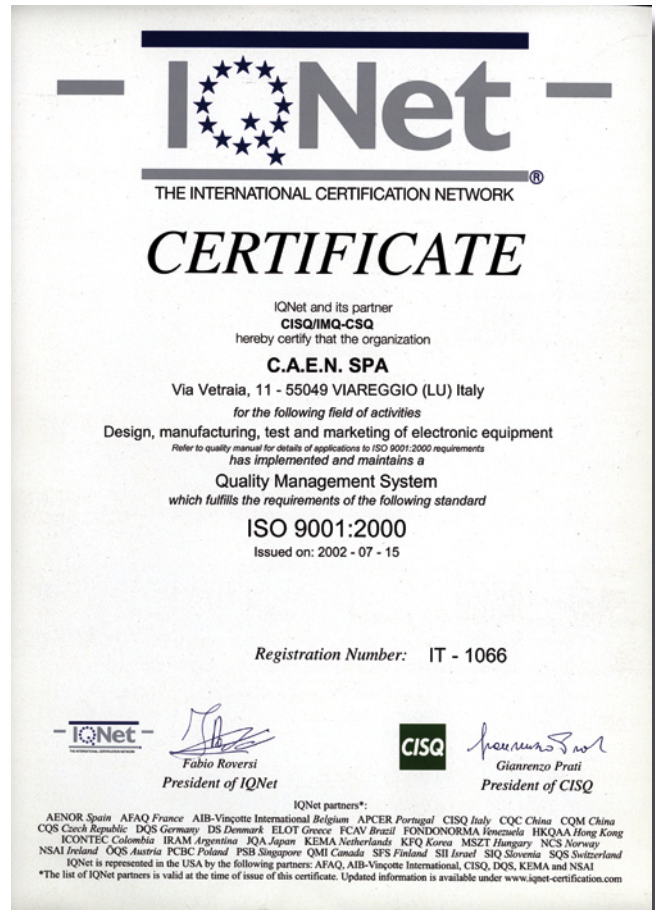 IQNet
®
THE INTERNATIONAL CERTIFICATION NETWORK
CERTIFICATE
IQNet and its partner
CISQ/IMQ-CSQ
hereby certify that the organization
C.A.E.N. SPA
Via Vetraia, 11 - 55049 VIAREGGIO (LU) Italy
for the following field of activities
Design, manufacturing, test and marketing of electronic equipment
Refer to quality manual for details of applications to ISO 9001:2000 requirements
has implemented and maintains a
Quality Management System
which fulfills the requirements of the following standard
ISO 9001:2000
Issued on: 2002 - 07 - 15
Registration Number: IT - 1066
IQNet
THE INTERNATIONAL CERTIFICATION NETWORK
Fabio Roversi
President of IQNet
CISQ
Gianrenzo Prati
President of CISQ
IQNet partners*:
AENOR Spain AFAQ France AIB-Vinçotte International Belgium APCER Portugal CISQ Italy CQC China CQM China
CQS Czech Republic DQS Germany DS Denmark ELOT Greece FCAV Brazil FONDONORMA Venezuela HKQAA Hong Kong
ICONTEC Colombia IRAM Argentina JQA Japan KEMA Netherlands KFQ Korea MSZT Hungary NCS Norway
NSAI Ireland ÖQS Austria PCBC Poland PSB Singapore QMI Canada SFS Finland SII Israel SIQ Slovenia SQS Switzerland
IQNet is represented in the USA by the following partners: AFAQ, AIB-Vinçotte International, CISQ, DQS, KEMA and NSAI
*The list of IQNet partners is valid at the time of issue of this certificate. Updated information is available under www.iqnet-certification.com